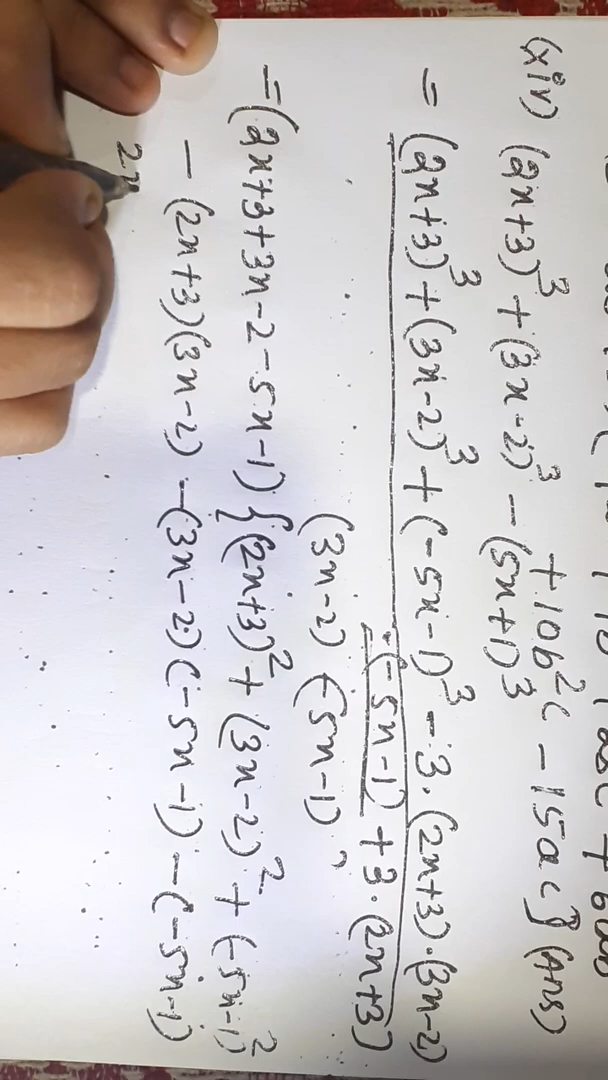 + 10b²c - 15ac} (Ans)
(xiv) (2x+3)³ + (3x-2)³ - (5x+1)³
= (2x+3)³ + (3x-2)³ + (-5x-1)³ - 3·(2x+3)·(3x-2)
(-5x-1) + 3·(2x+3)
(3x-2) (-5x-1)
= (2x+3+3x-2-5x-1) {(2x+3)² + (3x-2)² + (-5x-1)²
- (2x+3)(3x-2) - (3x-2)(-5x-1) - (-5x-1)